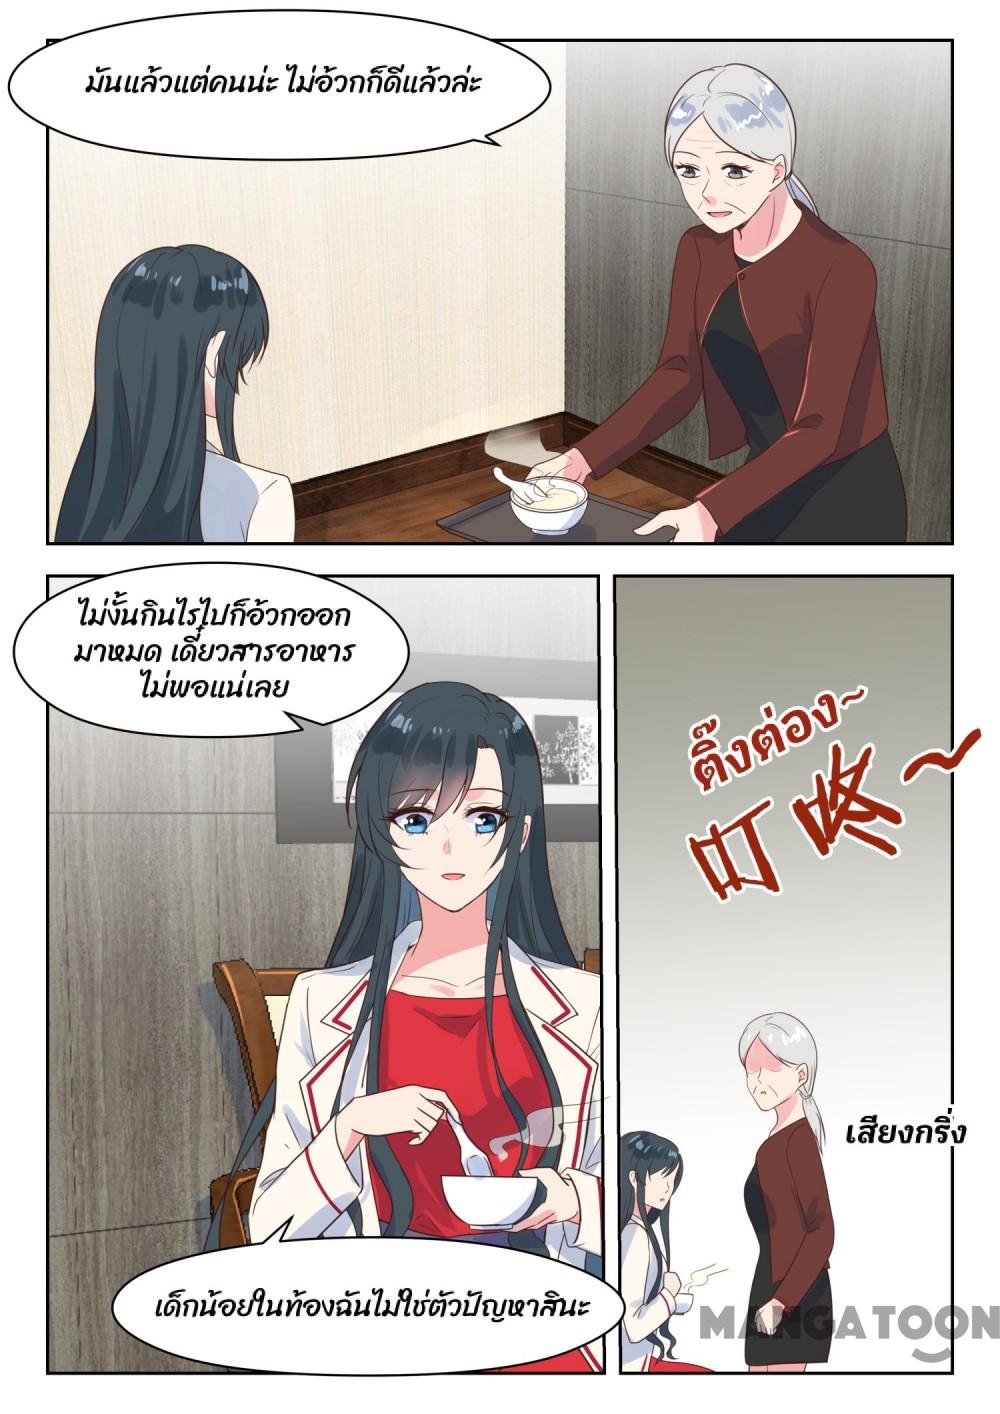 มันแล้วแต่คนน่ะ ไม่อ้วกก็ดีแล้วล่ะ
ไม่งั้นกินไรไปก็อ้วกออก
มาหมด เดี๋ยวสารอาหาร
ไม่พอแน่เลย
เด็กน้อยในท้องฉันไม่ใช่ตัวปัญหาสินะ
ติ๊งต่อง~
叮咚~
เสียงกริ่ง
MANGATOON